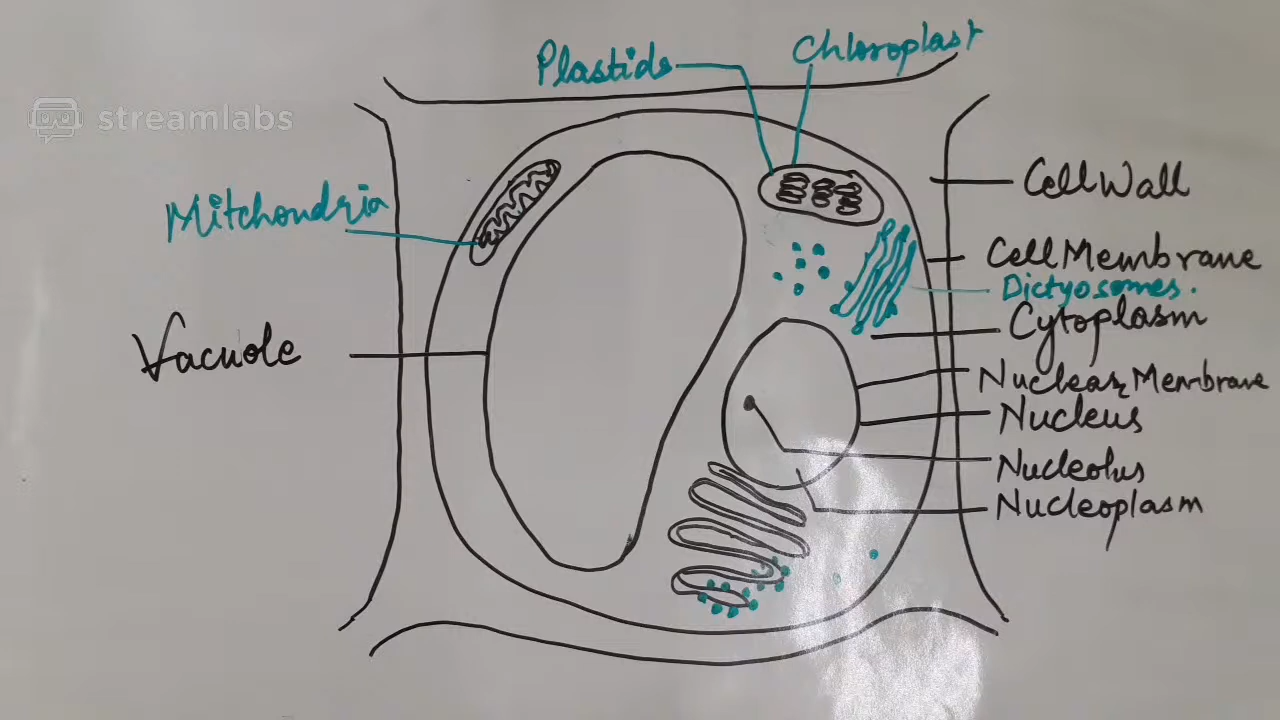 Plastids
Chloroplast
streamlabs
Mitchondria
Vacuole
Cell Wall
Cell Membrane
Dictyosomes.
Cytoplasm
Nuclear Membrane
Nucleus
Nucleolus
Nucleoplasm